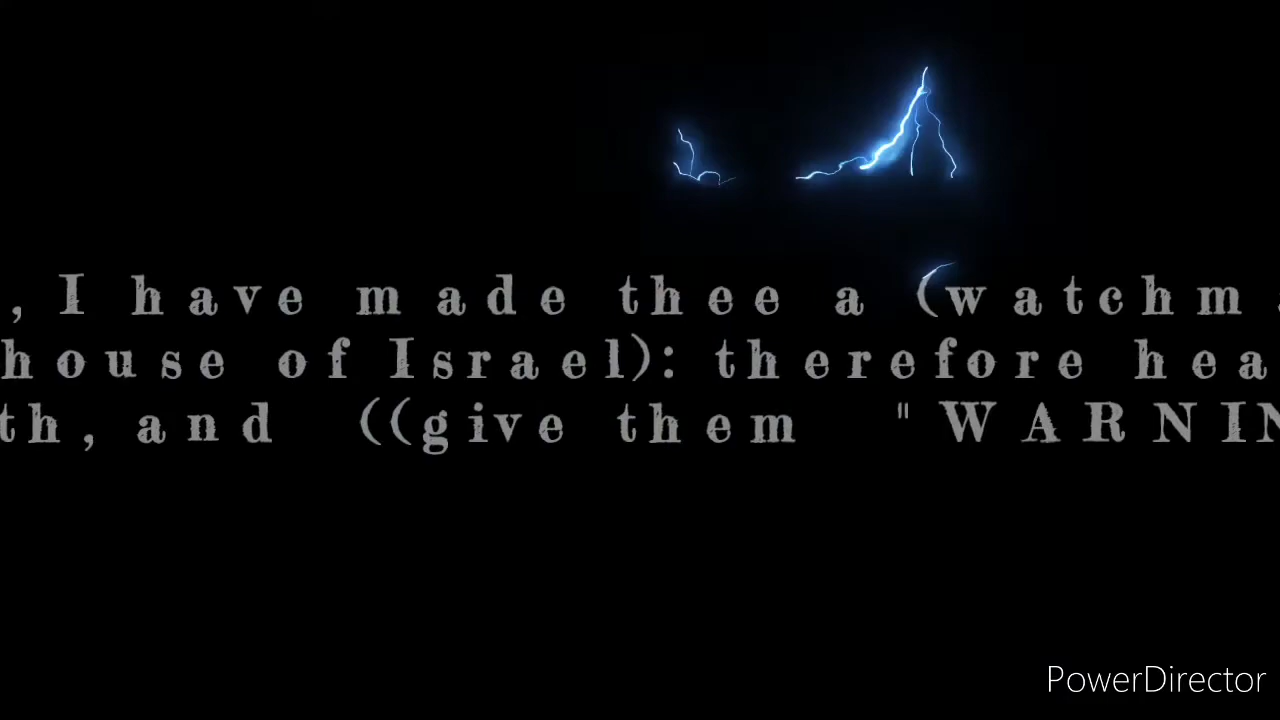 , I have made thee a (watchm
house of Israel): therefore hea
th, and ((give them "WARNIN
PowerDirector